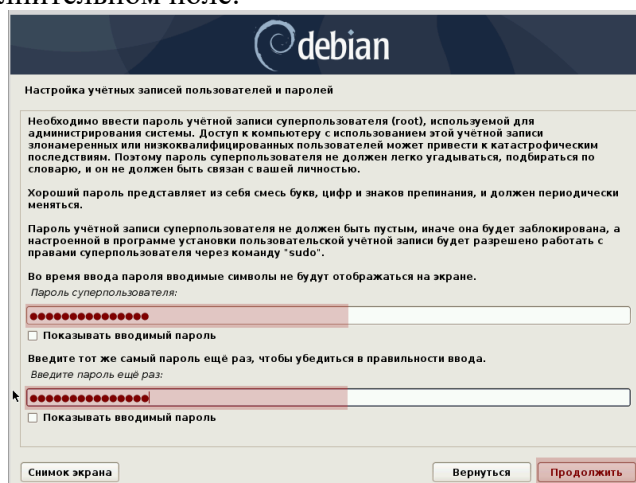 debian
Настройка учётных записей пользователей и паролей
Необходимо ввести пароль учётной записи суперпользователя (root), используемой для
администрирования системы. Доступ к компьютеру с использованием этой учётной записи
злонамеренных или низкоквалифицированных пользователей может привести к катастрофическим
последствиям. Поэтому пароль суперпользователя не должен легко угадываться, подбираться по
словарю, и он не должен быть связан с вашей личностью.
Хороший пароль представляет из себя смесь букв, цифр и знаков препинания, и должен периодически
меняться.
Пароль учётной записи суперпользователя не должен быть пустым, иначе она будет заблокирована, а
настроенной в программе установки пользовательской учётной записи будет разрешено работать с
правами суперпользователя через команду "sudo".
Во время ввода пароля вводимые символы не будут отображаться на экране.
Пароль суперпользователя:
Показывать вводимый пароль
Введите тот же самый пароль ещё раз, чтобы убедиться в правильности ввода.
Введите пароль ещё раз:
Показывать вводимый пароль
Снимок экрана Вернуться Продолжить